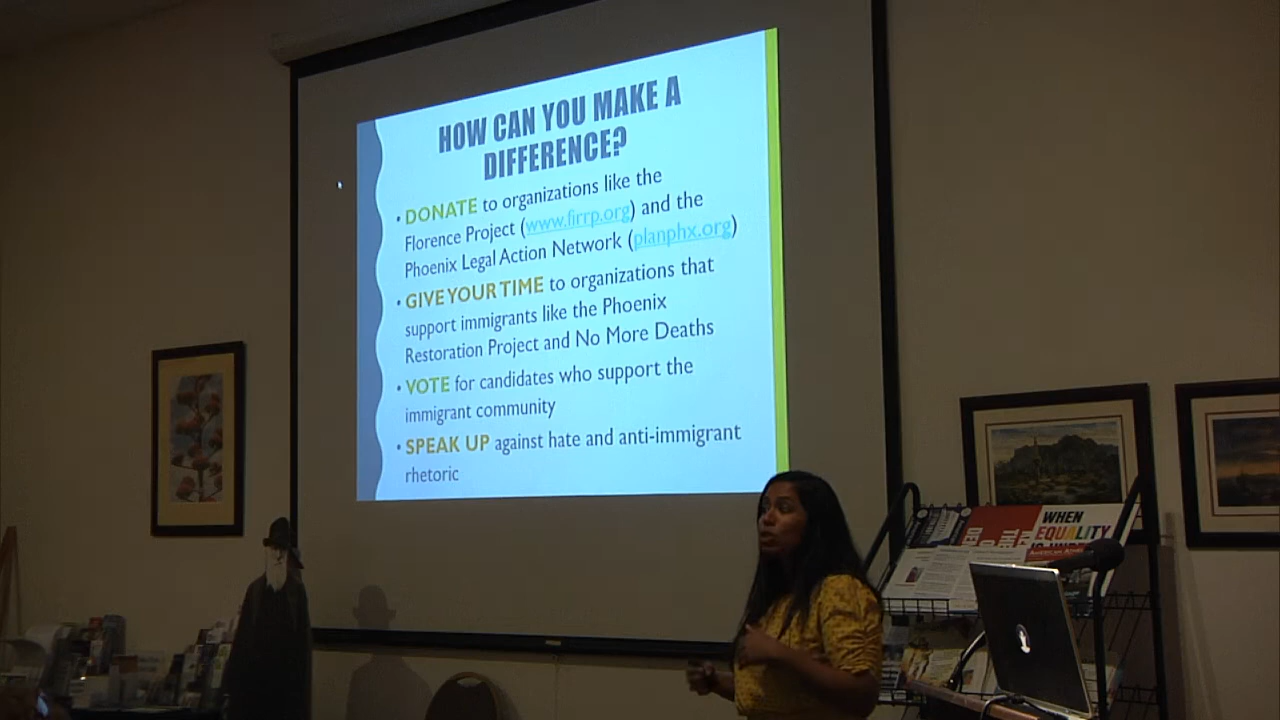 HOW CAN YOU MAKE A
DIFFERENCE?
• DONATE to organizations like the
Florence Project (www.firrp.org) and the
Phoenix Legal Action Network (planphx.org)
• GIVE YOUR TIME to organizations that
support immigrants like the Phoenix
Restoration Project and No More Deaths
• VOTE for candidates who support the
immigrant community
• SPEAK UP against hate and anti-immigrant
rhetoric
WHEN
EQUALITY